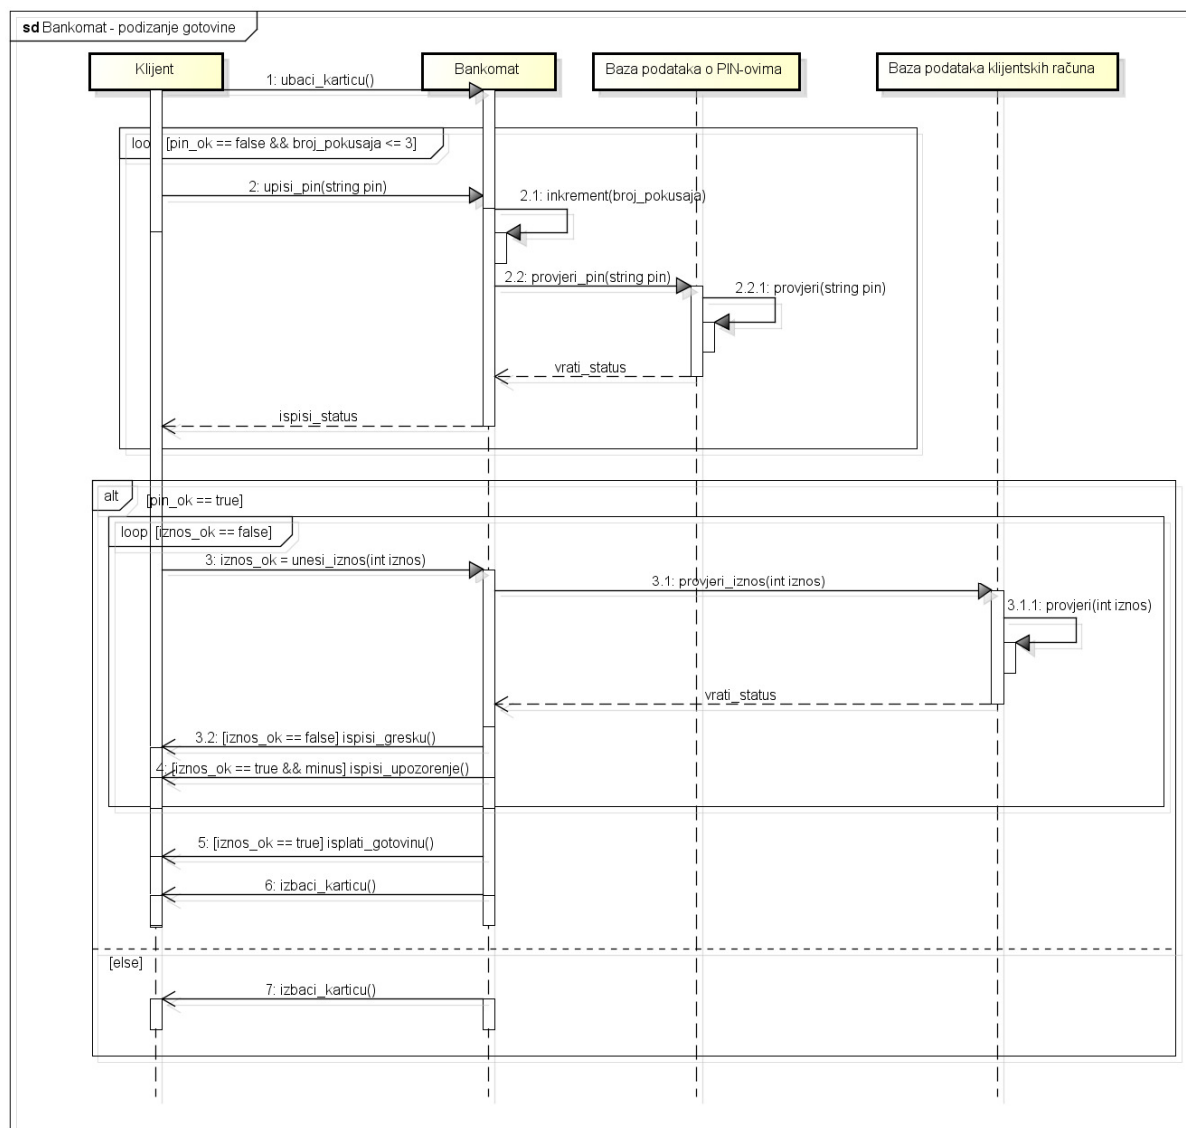 sd Bankomat - podizanje gotovine
Klijent
Bankomat
Baza podataka o PIN-ovima
Baza podataka klijentskih računa
1: ubaci_karticu()
loop [pin_ok == false && broj_pokusaja <= 3]
2: upisi_pin(string pin)
2.1: inkrement(broj_pokusaja)
2.2: provjeri_pin(string pin)
2.2.1: provjeri(string pin)
vrati_status
ispisi_status
alt [pin_ok == true]
loop [iznos_ok == false]
3: iznos_ok = unesi_iznos(int iznos)
3.1: provjeri_iznos(int iznos)
3.1.1: provjeri(int iznos)
vrati_status
3.2: [iznos_ok == false] ispisi_gresku()
4: [iznos_ok == true && minus] ispisi_upozorenje()
5: [iznos_ok == true] isplati_gotovinu()
6: izbaci_karticu()
[else]
7: izbaci_karticu()